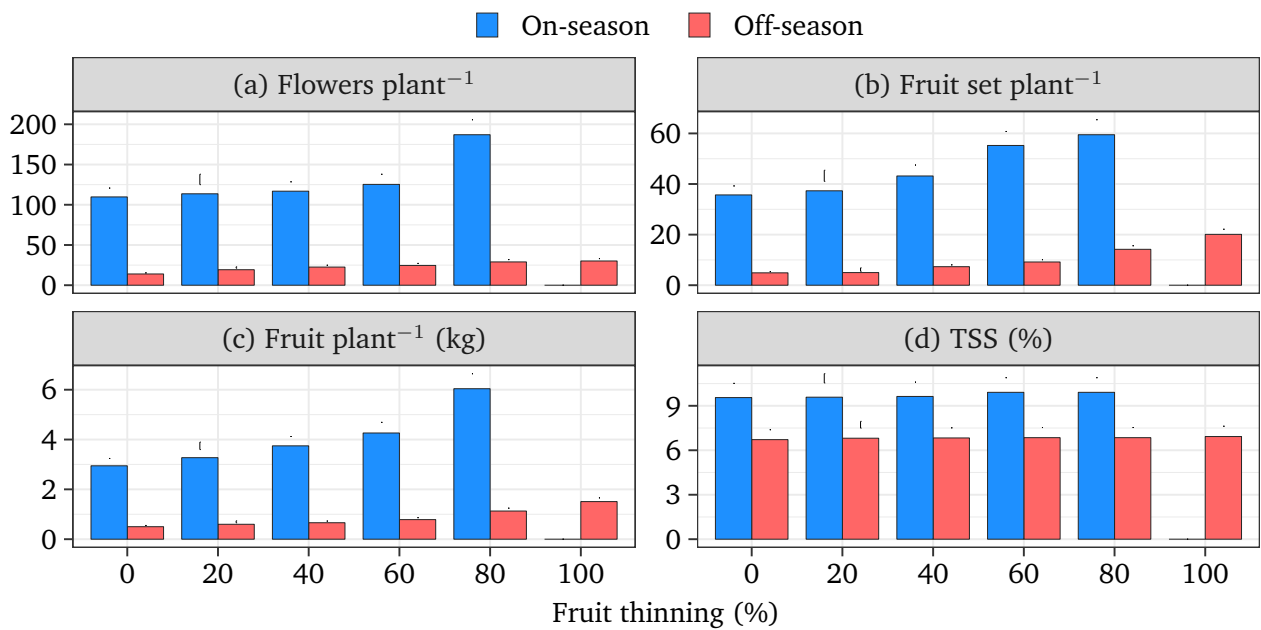 On-season Off-season
(a) Flowers plant⁻¹
(b) Fruit set plant⁻¹
200
150
100
50
0
60
40
20
0
(c) Fruit plant⁻¹ (kg)
(d) TSS (%)
6
4
2
0
9
6
3
0
0 20 40 60 80 100
0 20 40 60 80 100
Fruit thinning (%)